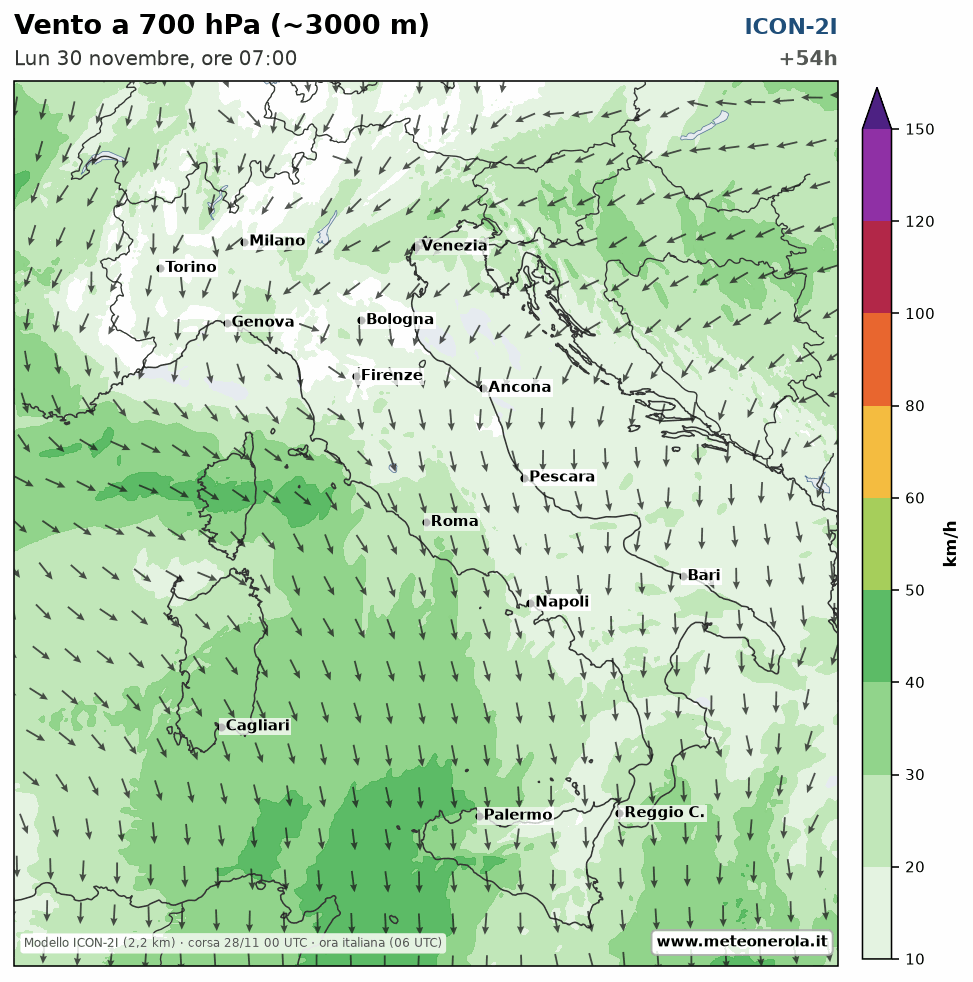 Vento a 700 hPa (~3000 m)
ICON-2I
Lun 30 novembre, ore 07:00
+54h
Milano
Venezia
Torino
Genova
Bologna
Firenze
Ancona
Pescara
Roma
Bari
Napoli
Cagliari
Palermo
Reggio C.
150
120
100
80
60
50
40
30
20
10
km/h
Modello ICON-2I (2,2 km) · corsa 28/11 00 UTC · ora italiana (06 UTC)
www.meteonerola.it